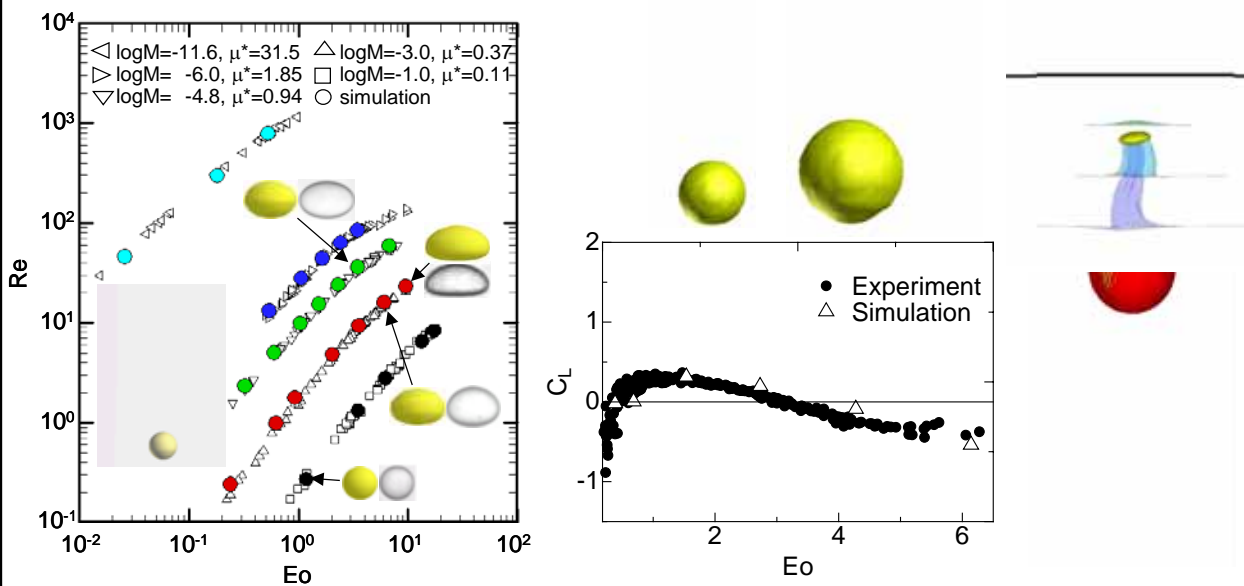 10⁴
logM=-11.6, μ*=31.5
logM=-3.0, μ*=0.37
logM= -6.0, μ*=1.85
logM=-1.0, μ*=0.11
logM= -4.8, μ*=0.94
simulation
10³
10²
10¹
10⁰
10⁻¹
Re
10⁻² 10⁻¹ 10⁰ 10¹ 10²
Eo
2
1
0
-1
C_L
Experiment
Simulation
2 4 6
Eo